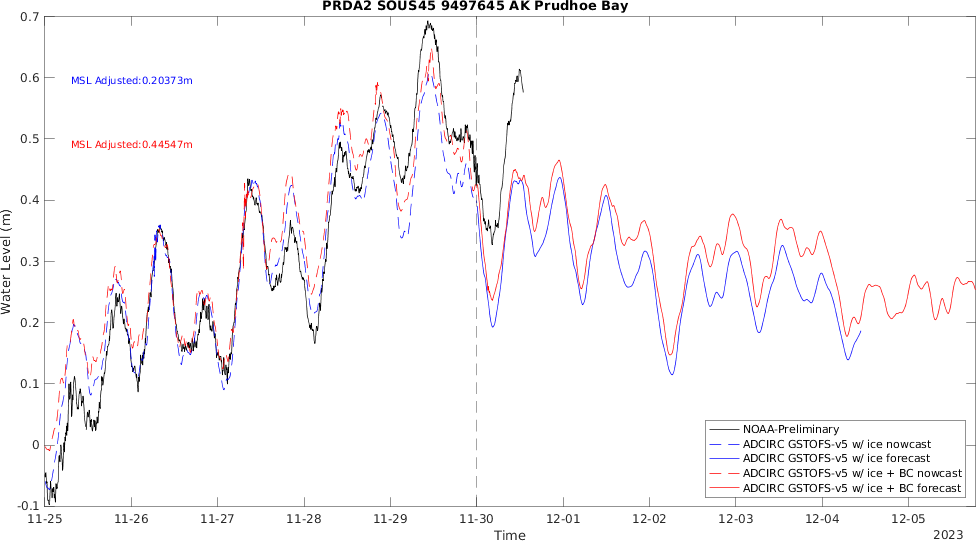 PRDA2 SOUS45 9497645 AK Prudhoe Bay
0.7
0.6
0.5
0.4
0.3
0.2
0.1
0
-0.1
Water Level (m)
MSL Adjusted:0.20373m
MSL Adjusted:0.44547m
NOAA-Preliminary
ADCIRC GSTOFS-v5 w/ ice nowcast
ADCIRC GSTOFS-v5 w/ ice forecast
ADCIRC GSTOFS-v5 w/ ice + BC nowcast
ADCIRC GSTOFS-v5 w/ ice + BC forecast
11-25 11-26 11-27 11-28 11-29 11-30 12-01 12-02 12-03 12-04 12-05
Time
2023